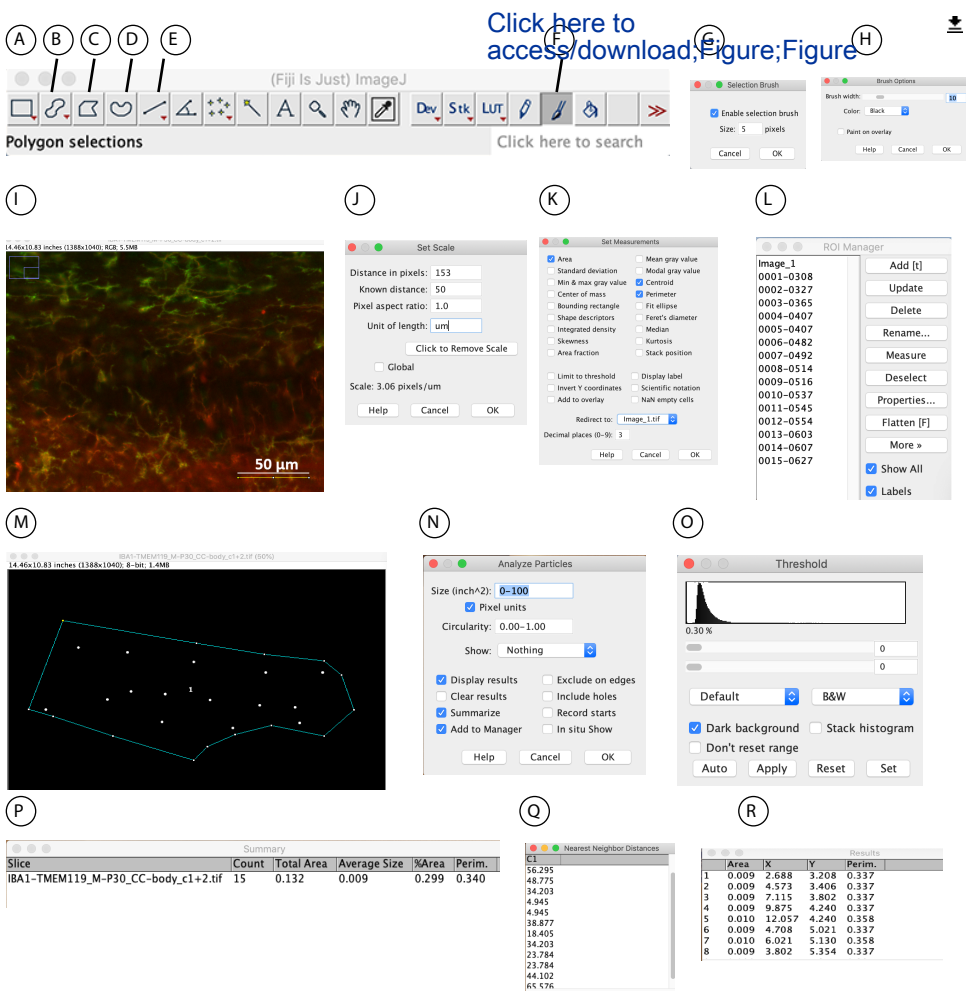 Click here to
access/download;Figure;Figure
A B C D E F G H
(Fiji Is Just) ImageJ
A Dev Stk LUT >>
Polygon selections Click here to search
Selection Brush
Enable selection brush
Size: 5 pixels
Cancel OK
Brush Options
Brush width: 10
Color: Black
Paint on overlay
Help Cancel OK
I
14.46x10.83 inches (1388x1040); RGB; 5.5MB
50 µm
J
Set Scale
Distance in pixels: 153
Known distance: 50
Pixel aspect ratio: 1.0
Unit of length: um
Click to Remove Scale
Global
Scale: 3.06 pixels/um
Help Cancel OK
K
Set Measurements
Area Mean gray value
Standard deviation Modal gray value
Min & max gray value Centroid
Center of mass Perimeter
Bounding rectangle Fit ellipse
Shape descriptors Feret's diameter
Integrated density Median
Skewness Kurtosis
Area fraction Stack position
Limit to threshold Display label
Invert Y coordinates Scientific notation
Add to overlay NaN empty cells
Redirect to: Image_1.tif
Decimal places (0-9): 3
Help Cancel OK
L
ROI Manager
Image_1
0001-0308
0002-0327
0003-0365
0004-0407
0005-0407
0006-0482
0007-0492
0008-0514
0009-0516
0010-0537
0011-0545
0012-0554
0013-0603
0014-0607
0015-0627
Add [t]
Update
Delete
Rename...
Measure
Deselect
Properties...
Flatten [F]
More »
Show All
Labels
M
IBA1-TMEM119_M-P30_CC-body_c1+2.tif (50%)
14.46x10.83 inches (1388x1040); 8-bit; 1.4MB
1
N
Analyze Particles
Size (inch^2): 0-100
Pixel units
Circularity: 0.00-1.00
Show: Nothing
Display results Exclude on edges
Clear results Include holes
Summarize Record starts
Add to Manager In situ Show
Help Cancel OK
O
Threshold
0.30 %
0
0
Default B&W
Dark background Stack histogram
Don't reset range
Auto Apply Reset Set
P
Summary
Slice Count Total Area Average Size %Area Perim.
IBA1-TMEM119_M-P30_CC-body_c1+2.tif 15 0.132 0.009 0.299 0.340
Q
Nearest Neighbor Distances
C1
56.295
48.775
34.203
4.945
4.945
38.877
18.405
34.203
23.784
23.784
44.102
65.576
R
Results
Area X Y Perim.
1 0.009 2.688 3.208 0.337
2 0.009 4.573 3.406 0.337
3 0.009 7.115 3.802 0.337
4 0.009 9.875 4.240 0.337
5 0.010 12.057 4.240 0.358
6 0.009 4.708 5.021 0.337
7 0.010 6.021 5.130 0.358
8 0.009 3.802 5.354 0.337